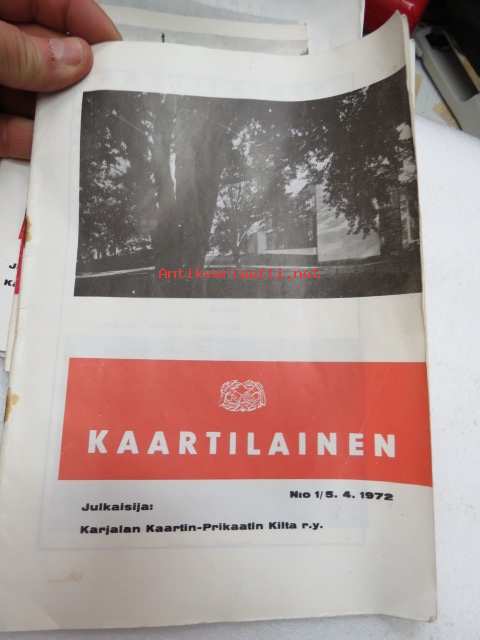 Antikvariaatti.net
KAARTILAINEN
N:o 1/5. 4. 1972
Julkaisija:
Karjalan Kaartin-Prikaatin Kilta r.y.